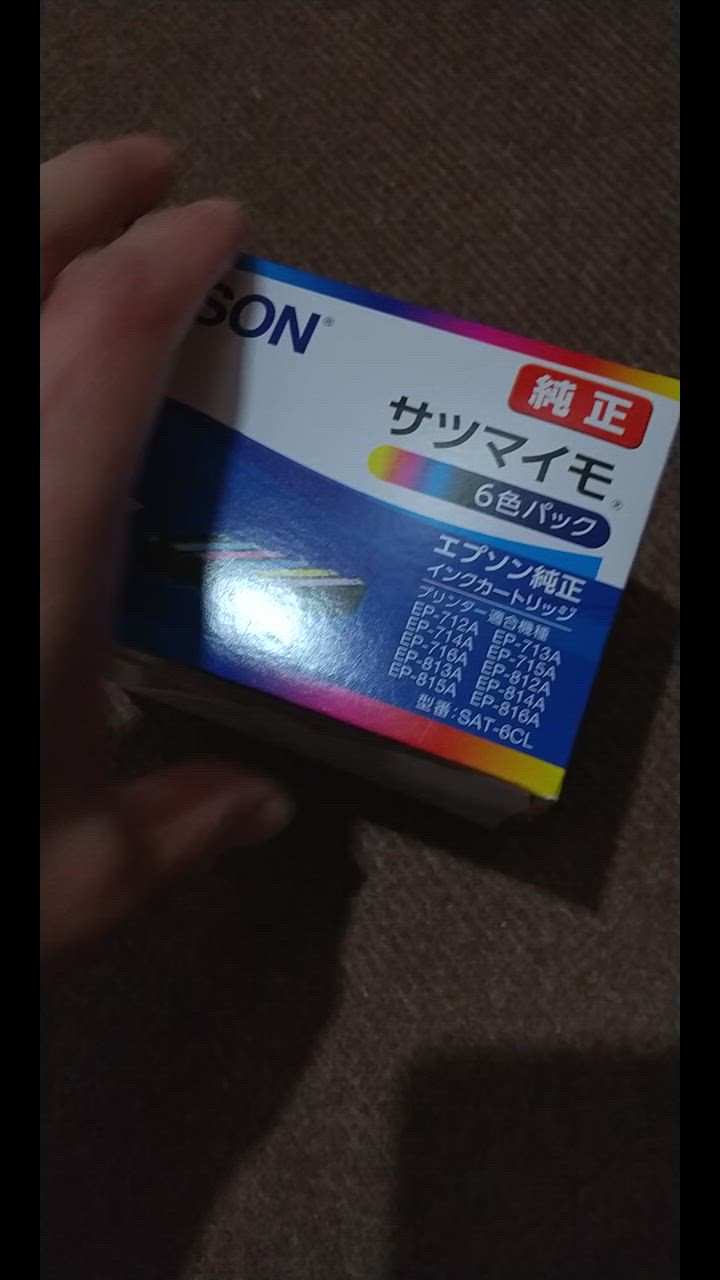 SON®
純正
サツマイモ®
6色パック
エプソン純正
インクカートリッジ
プリンター適合機種
EP-712A EP-713A
EP-714A EP-715A
EP-716A EP-812A
EP-813A EP-814A
EP-815A EP-816A
型番:SAT-6CL